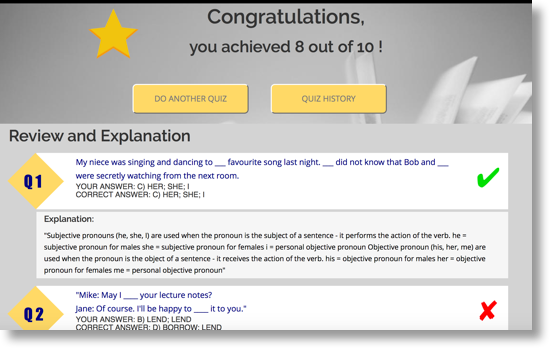 Congratulations,
you achieved 8 out of 10 !
DO ANOTHER QUIZ
QUIZ HISTORY
Review and Explanation
Q1
My niece was singing and dancing to ___ favourite song last night. ___ did not know that Bob and ___
were secretly watching from the next room.
YOUR ANSWER: C) HER; SHE; I
CORRECT ANSWER: C) HER; SHE; I
Explanation:
"Subjective pronouns (he, she, I) are used when the pronoun is the subject of a sentence - it performs the action of the verb. he =
subjective pronoun for males she = subjective pronoun for females i = personal objective pronoun Objective pronoun (his, her, me) are
used when the pronoun is the object of a sentence - it receives the action of the verb. his = objective pronoun for males her = objective
pronoun for females me = personal objective pronoun"
Q2
"Mike: May I ____ your lecture notes?
Jane: Of course. I'll be happy to ____ it to you."
YOUR ANSWER: B) LEND; LEND
CORRECT ANSWER: D) BORROW; LEND